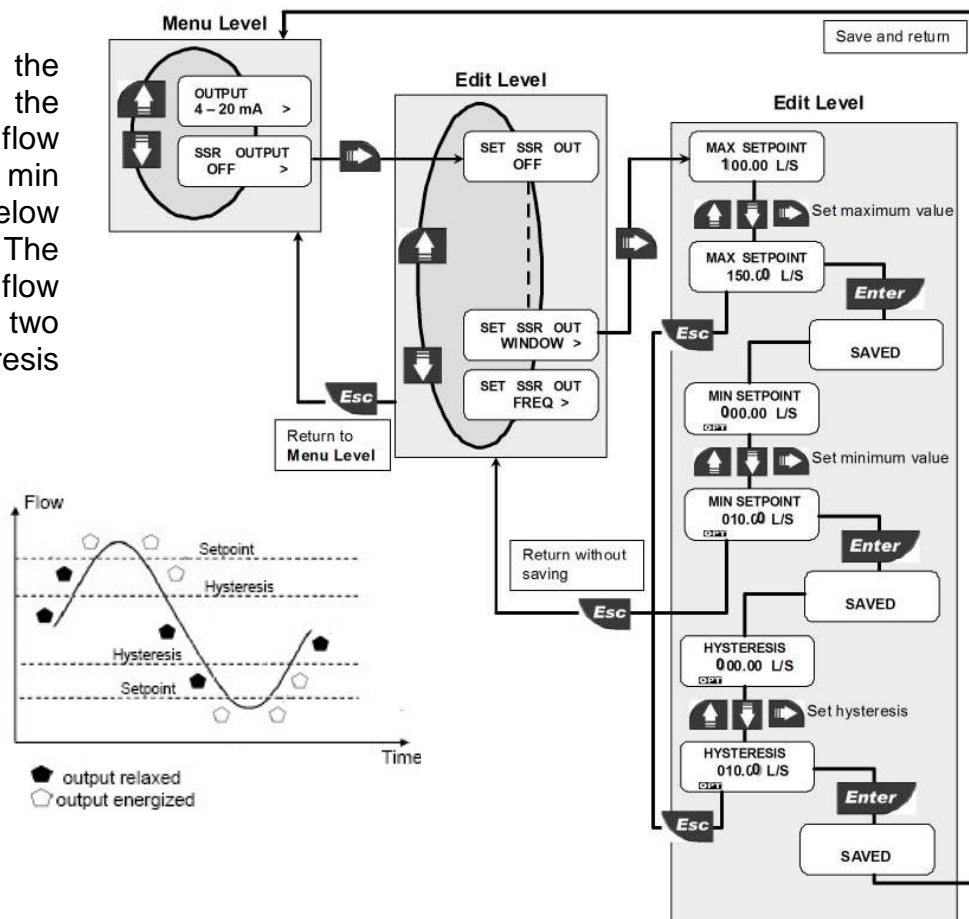 the
the
flow
min
elow
The
flow
two
resis
Menu Level
OUTPUT
4 – 20 mA >
SSR OUTPUT
OFF >
Edit Level
SET SSR OUT
OFF
SET SSR OUT
WINDOW >
SET SSR OUT
FREQ >
Esc
Return to
Menu Level
Save and return
Edit Level
MAX SETPOINT
100.00 L/S
Set maximum value
MAX SETPOINT
150.00 L/S
Enter
Esc
SAVED
MIN SETPOINT
000.00 L/S
OPT
Set minimum value
MIN SETPOINT
010.00 L/S
OPT
Enter
Return without
saving
Esc
SAVED
HYSTERESIS
000.00 L/S
OPT
Set hysteresis
HYSTERESIS
010.00 L/S
OPT
Enter
Esc
SAVED
Flow
Setpoint
Hysteresis
Hysteresis
Setpoint
Time
output relaxed
output energized